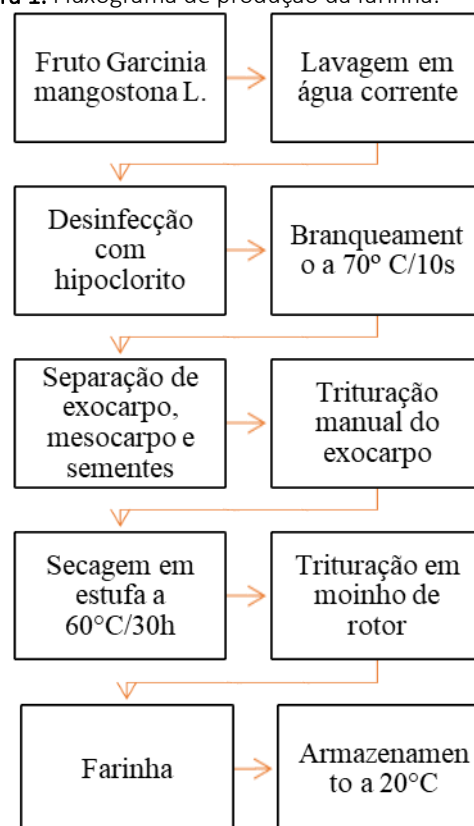 ra 1. Fluxograma de produção da farinha.
Fruto Garcinia
mangostona L.
Lavagem em
água corrente
Desinfecção
com
hipoclorito
Branqueament
o a 70º C/10s
Separação de
exocarpo,
mesocarpo e
sementes
Trituração
manual do
exocarpo
Secagem em
estufa a
60°C/30h
Trituração em
moinho de
rotor
Farinha
Armazenamen
to a 20°C